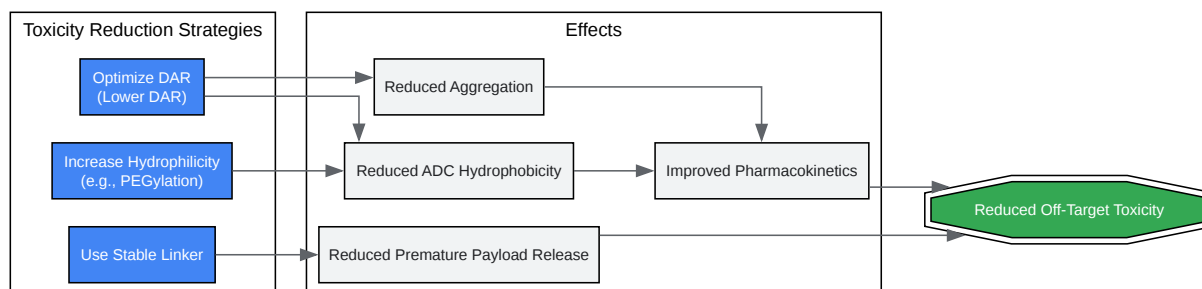 Toxicity Reduction Strategies
Optimize DAR
(Lower DAR)
Increase Hydrophilicity
(e.g., PEGylation)
Use Stable Linker
Effects
Reduced Aggregation
Reduced ADC Hydrophobicity
Improved Pharmacokinetics
Reduced Premature Payload Release
Reduced Off-Target Toxicity